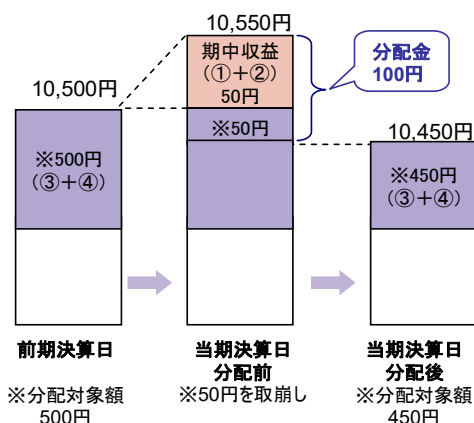 10,550円
期中収益
(①+②)
50円
分配金
100円
10,500円
※50円
10,450円
※500円
(③+④)
※450円
(③+④)
前期決算日
当期決算日
分配前
当期決算日
分配後
※分配対象額
500円
※50円を取崩し
※分配対象額
450円